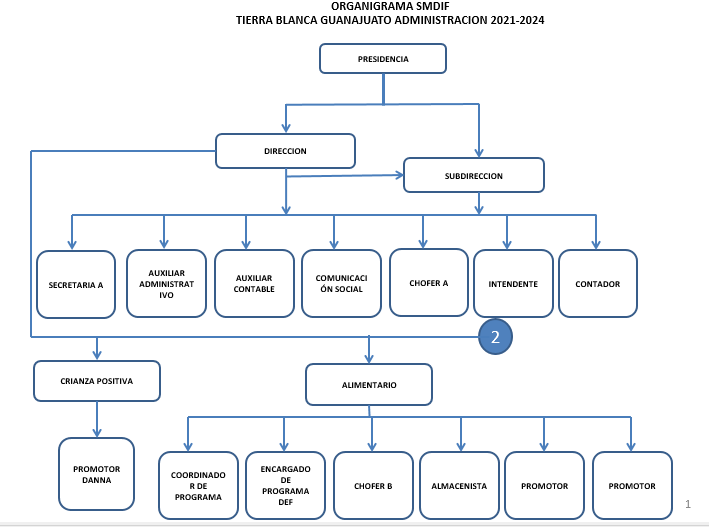 ORGANIGRAMA SMDIF
TIERRA BLANCA GUANAJUATO ADMINISTRACION 2021-2024
PRESIDENCIA
DIRECCION
SUBDIRECCION
SECRETARIA A
AUXILIAR
ADMINISTRAT
IVO
AUXILIAR
CONTABLE
COMUNICACI
ÓN SOCIAL
CHOFER A
INTENDENTE
CONTADOR
2
CRIANZA POSITIVA
ALIMENTARIO
PROMOTOR
DANNA
COORDINADO
R DE
PROGRAMA
ENCARGADO
DE
PROGRAMA
DEF
CHOFER B
ALMACENISTA
PROMOTOR
PROMOTOR
1